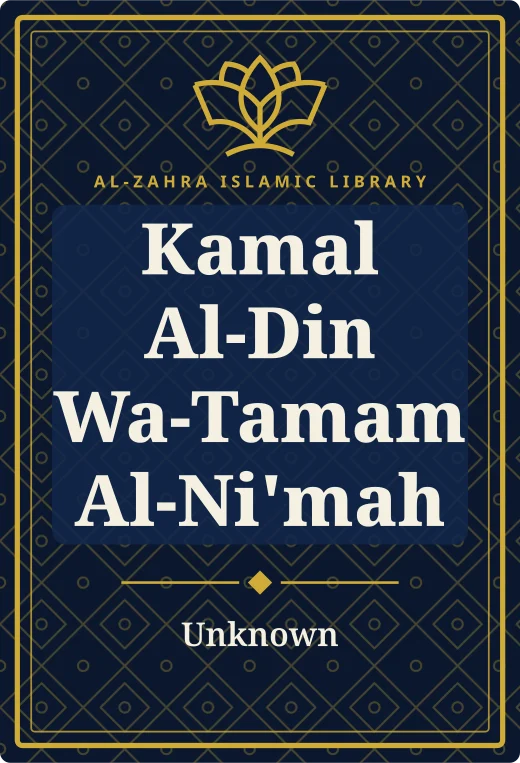 AL-ZAHRA ISLAMIC LIBRARY
Kamal
Al-Din
Wa-Tamam
Al-Ni'mah
Unknown